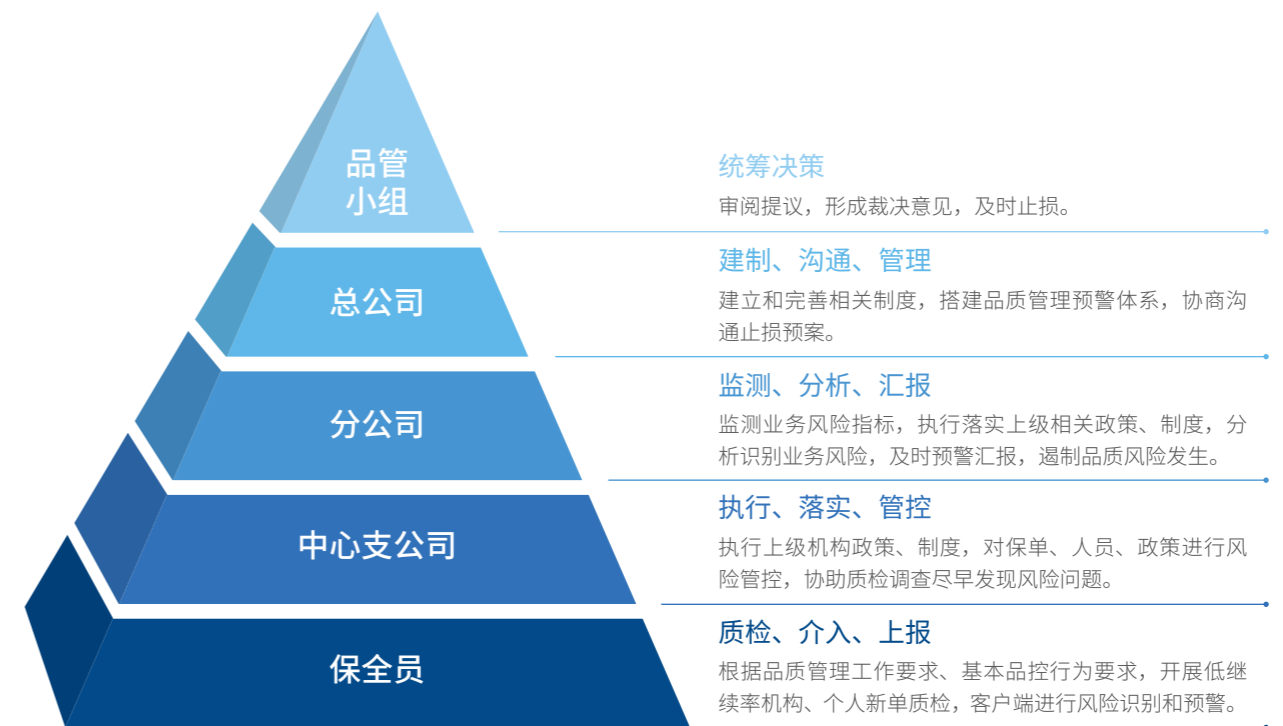 品管
小组
统筹决策
审阅提议，形成裁决意见，及时止损。
总公司
建制、沟通、管理
建立和完善相关制度，搭建品质管理预警体系，协商沟
通止损预案。
分公司
监测、分析、汇报
监测业务风险指标，执行落实上级相关政策、制度，分
析识别业务风险，及时预警汇报，遏制品质风险发生。
中心支公司
执行、落实、管控
执行上级机构政策、制度，对保单、人员、政策进行风
险管控，协助质检调查尽早发现风险问题。
保全员
质检、介入、上报
根据品质管理工作要求、基本品控行为要求，开展低继
续率机构、个人新单质检，客户端进行风险识别和预警。